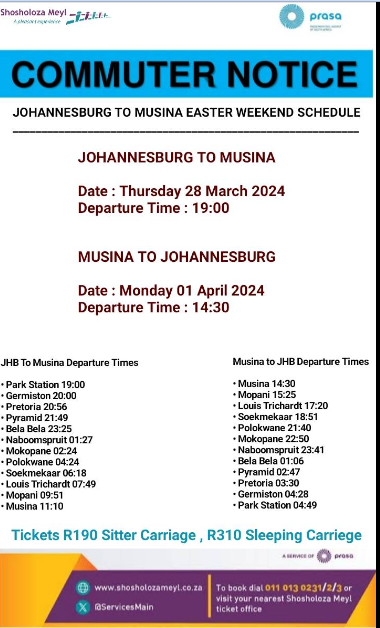 Shosholoza Meyl
A pleasant experience
prasa
COMMUTER NOTICE
JOHANNESBURG TO MUSINA EASTER WEEKEND SCHEDULE
JOHANNESBURG TO MUSINA
Date : Thursday 28 March 2024
Departure Time : 19:00
MUSINA TO JOHANNESBURG
Date : Monday 01 April 2024
Departure Time : 14:30
JHB To Musina Departure Times
• Park Station 19:00
• Germiston 20:00
• Pretoria 20:56
• Pyramid 21:49
• Bela Bela 23:25
• Naboomspruit 01:27
• Mokopane 02:24
• Polokwane 04:24
• Soekmekaar 06:18
• Louis Trichardt 07:49
• Mopani 09:51
• Musina 11:10
Musina to JHB Departure Times
• Musina 14:30
• Mopani 15:25
• Louis Trichardt 17:20
• Soekmekaar 18:51
• Polokwane 21:40
• Mokopane 22:50
• Naboomspruit 23:41
• Bela Bela 01:06
• Pyramid 02:47
• Pretoria 03:30
• Germiston 04:28
• Park Station 04:49
Tickets R190 Sitter Carriage , R310 Sleeping Carriege
A SERVICE OF prasa
www.shosholozameyl.co.za
@ServicesMain
To book dial 011 013 0231/2/3 or
visit your nearest Shosholoza Meyl
ticket office